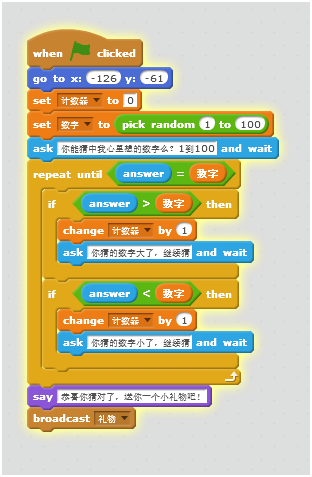 when clicked
go to x: -126 y: -61
set 计数器 to 0
set 数字 to pick random 1 to 100
ask 你能猜中我心里想的数字么？1到100 and wait
repeat until answer = 数字
if answer > 数字 then
change 计数器 by 1
ask 你猜的数字大了，继续猜 and wait
if answer < 数字 then
change 计数器 by 1
ask 你猜的数字小了，继续猜 and wait
say 恭喜你猜对了，送你一个小礼物吧！
broadcast 礼物